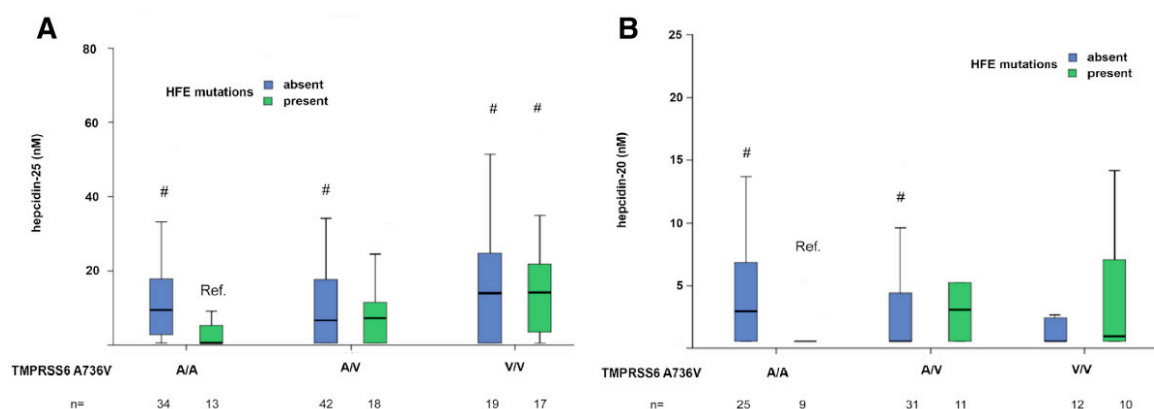 A
hepcidin-25 (nM)
80
60
40
20
0
HFE mutations
absent
present
#
Ref.
#
#
#
TMPRSS6 A736V
A/A
A/V
V/V
n=
34
13
42
18
19
17
B
hepcidin-20 (nM)
25
20
15
10
5
HFE mutations
absent
present
#
Ref.
#
TMPRSS6 A736V
A/A
A/V
V/V
n=
25
9
31
11
12
10